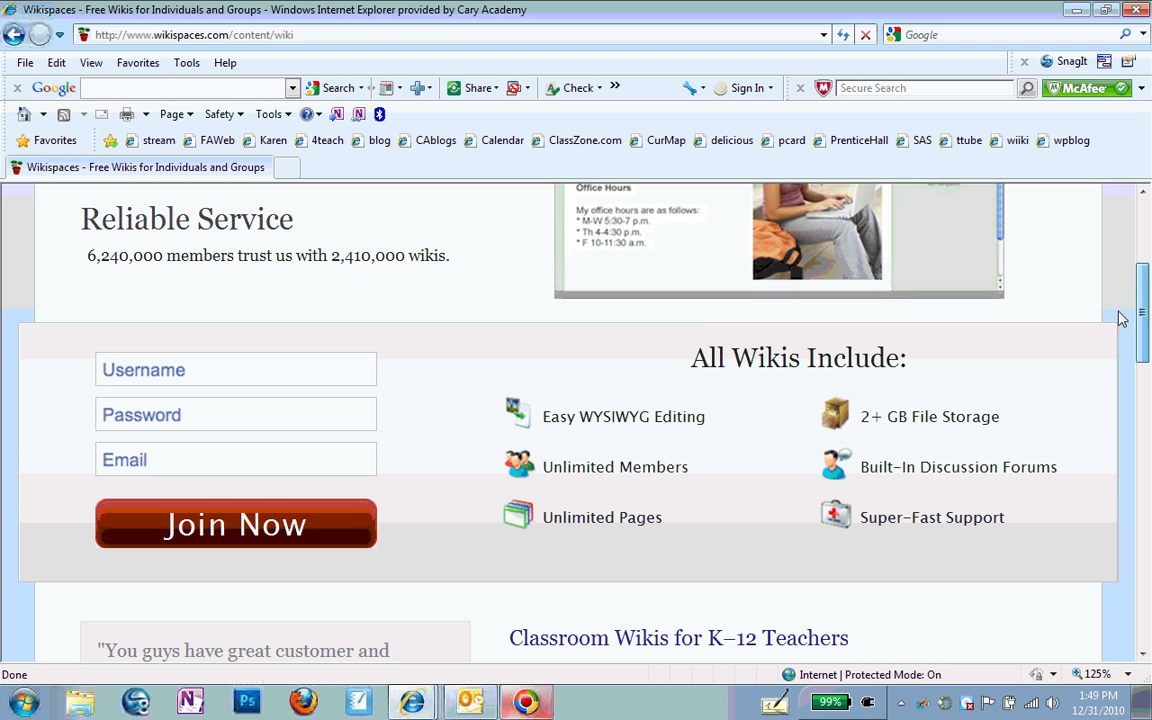 Wikispaces - Free Wikis for Individuals and Groups - Windows Internet Explorer provided by Cary Academy
http://www.wikispaces.com/content/wiki
Google
File Edit View Favorites Tools Help
SnagIt
Google Search Share Check Sign In Secure Search McAfee
Page Safety Tools
Favorites stream FAWeb Karen 4teach blog CAblogs Calendar ClassZone.com CurMap delicious pcard PrenticeHall SAS ttube wiiki wpblog
Wikispaces - Free Wikis for Individuals and Groups
Office Hours
My office hours are as follows:
* M-W 5:30-7 p.m.
* Th 4-4:30 p.m.
* F 10-11:30 a.m.
Reliable Service
6,240,000 members trust us with 2,410,000 wikis.
Username
Password
Email
Join Now
All Wikis Include:
Easy WYSIWYG Editing
2+ GB File Storage
Unlimited Members
Built-In Discussion Forums
Unlimited Pages
Super-Fast Support
"You guys have great customer and
Classroom Wikis for K–12 Teachers
Done
Internet | Protected Mode: On
125%
99%
1:49 PM
12/31/2010